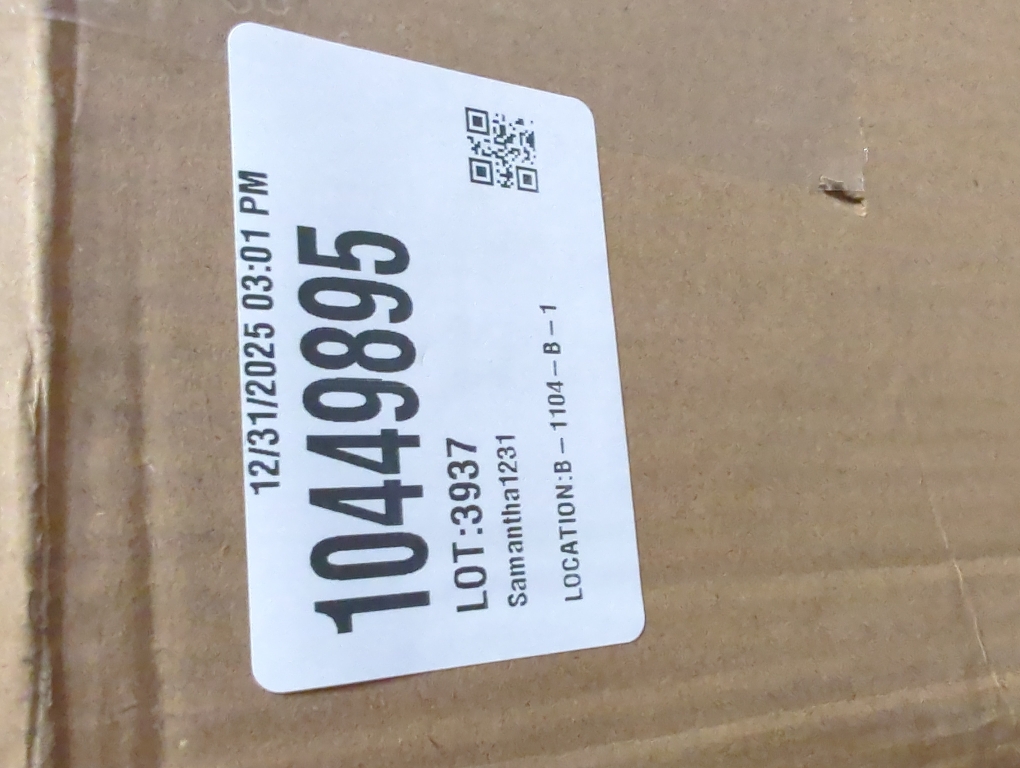 12/31/2025 03:01 PM
10449895
LOT:3937
Samantha1231
LOCATION:B-1104-B-1